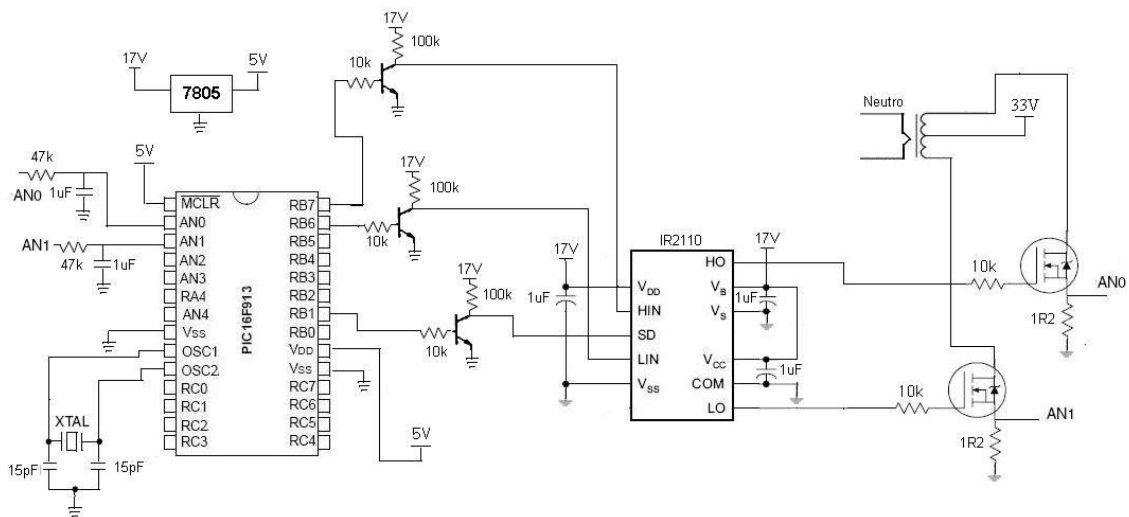 17V
100k
10k
17V
7805
5V
47k
AN0
1uF
5V
17V
100k
10k
AN1
47k
1uF
PIC16F913
MCLR
AN0
AN1
AN2
AN3
RA4
AN4
Vss
OSC1
OSC2
RC0
RC1
RC2
RC3
RB7
RB6
RB5
RB4
RB3
RB2
RB1
RB0
VDD
Vss
RC7
RC6
RC5
RC4
XTAL
15pF
15pF
5V
17V
100k
10k
17V
1uF
IR2110
VDD
HIN
SD
LIN
VSS
HO
VB
VS
VCC
COM
LO
17V
1uF
1uF
Neutro
33V
10k
AN0
1R2
10k
AN1
1R2